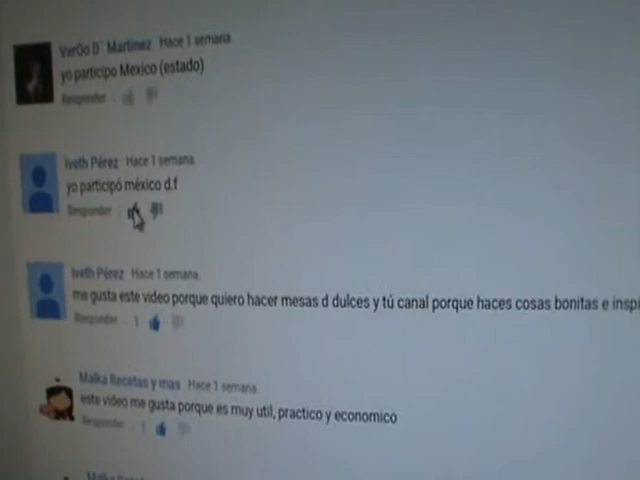 VerOo D´ Martinez Hace 1 semana
yo participo Mexico (estado)
Responder
Iveth Pérez Hace 1 semana
yo participó méxico d.f
Responder
Iveth Pérez Hace 1 semana
me gusta este video porque quiero hacer mesas d dulces y tú canal porque haces cosas bonitas e inspi
Responder 1
Malka Recetas y mas Hace 1 semana
este video me gusta porque es muy util, practico y economico
Responder 1
Malka